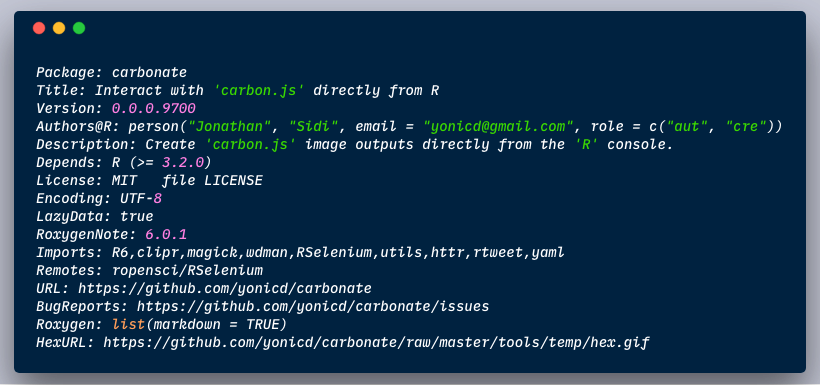 Package: carbonate
Title: Interact with 'carbon.js' directly from R
Version: 0.0.0.9700
Authors@R: person("Jonathan", "Sidi", email = "yonicd@gmail.com", role = c("aut", "cre"))
Description: Create 'carbon.js' image outputs directly from the 'R' console.
Depends: R (>= 3.2.0)
License: MIT   file LICENSE
Encoding: UTF-8
LazyData: true
RoxygenNote: 6.0.1
Imports: R6,clipr,magick,wdman,RSelenium,utils,httr,rtweet,yaml
Remotes: ropensci/RSelenium
URL: https://github.com/yonicd/carbonate
BugReports: https://github.com/yonicd/carbonate/issues
Roxygen: list(markdown = TRUE)
HexURL: https://github.com/yonicd/carbonate/raw/master/tools/temp/hex.gif